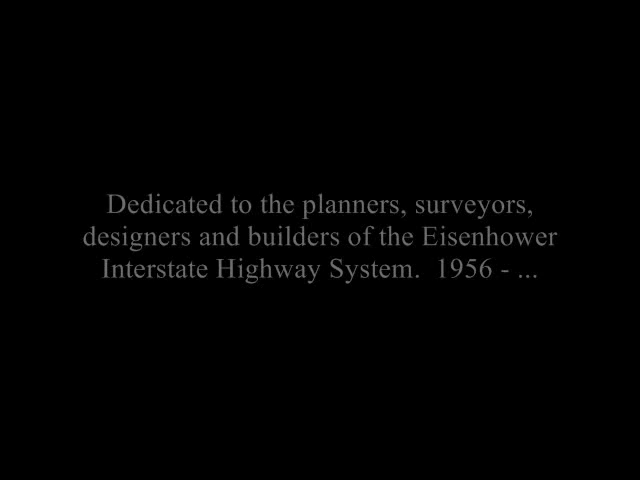 Dedicated to the planners, surveyors,
designers and builders of the Eisenhower
Interstate Highway System.  1956 - ...